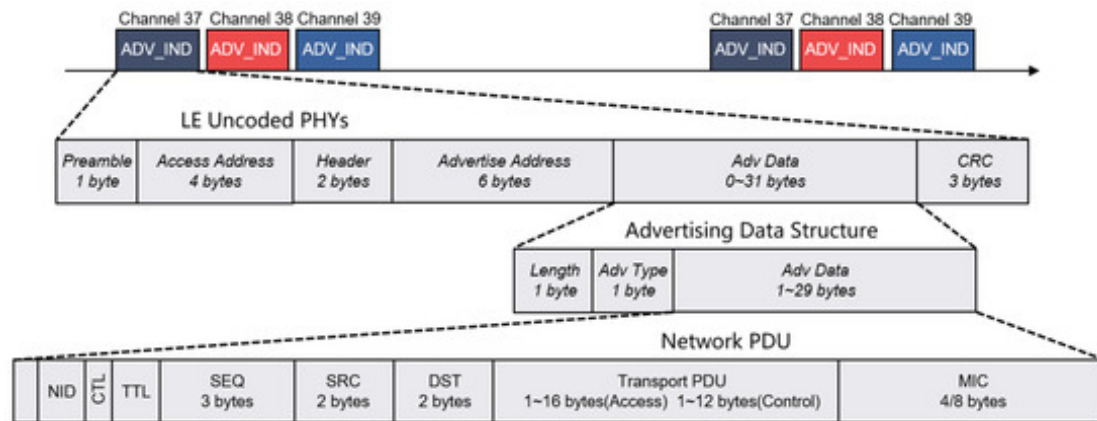 Channel 37 Channel 38 Channel 39 Channel 37 Channel 38 Channel 39
ADV_IND ADV_IND ADV_IND ADV_IND ADV_IND ADV_IND
LE Uncoded PHYs
Preamble Access Address Header Advertise Address Adv Data CRC
1 byte 4 bytes 2 bytes 6 bytes 0~31 bytes 3 bytes
Advertising Data Structure
Length Adv Type Adv Data
1 byte 1 byte 1~29 bytes
Network PDU
NID CTL TTL SEQ SRC DST Transport PDU MIC
3 bytes 2 bytes 2 bytes 1~16 bytes(Access) 1~12 bytes(Control) 4/8 bytes